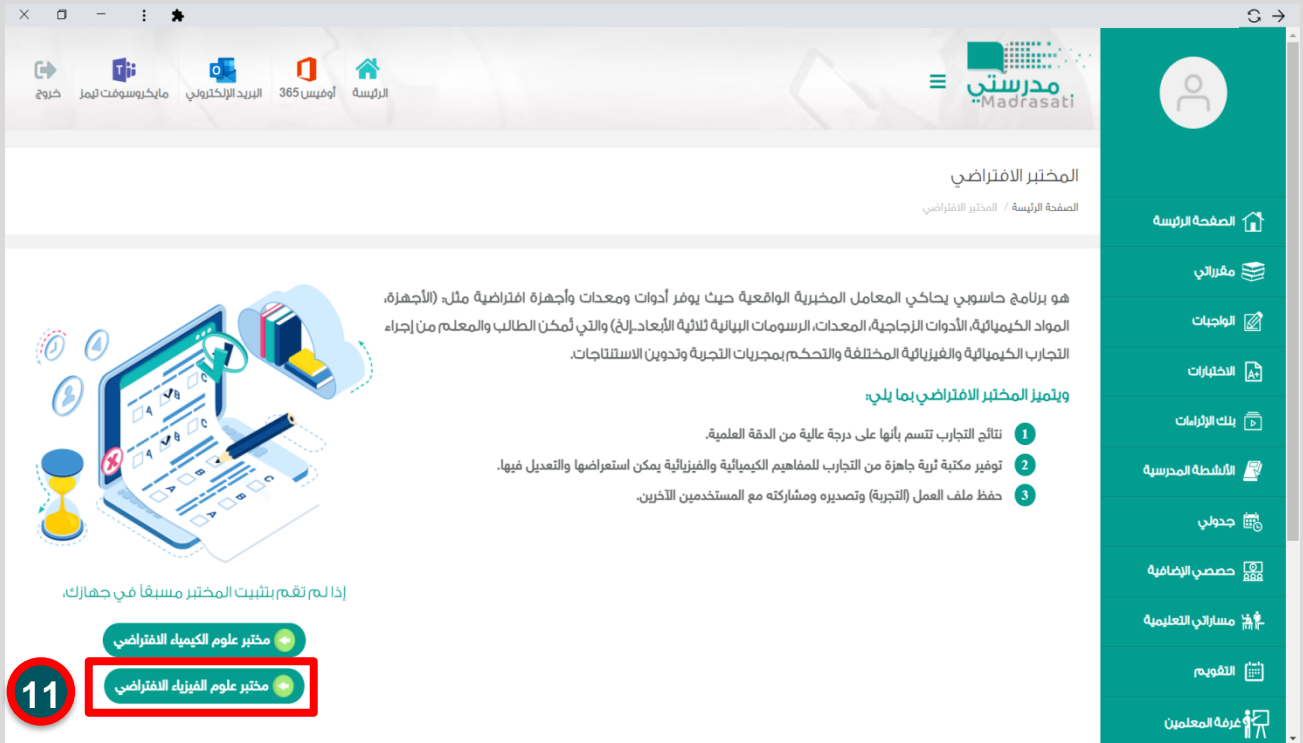 مدرستي
Madrasati
الرئيسة
أوفيس 365
البريد الإلكتروني
مايكروسوفت تيمز
خروج
المختبر الافتراضي
الصفحة الرئيسة / المختبر الافتراضي
الصفحة الرئيسة
مقرراتي
الواجبات
الاختبارات
بنك الإثراءات
الأنشطة المدرسية
جدولي
حصصي الإضافية
مساراتي التعليمية
التقويم
غرفة المعلمين
هو برنامج حاسوبي يحاكي المعامل المخبرية الواقعية حيث يوفر أدوات ومعدات وأجهزة افتراضية مثل: (الأجهزة،
المواد الكيميائية، الأدوات الزجاجية، المعدات، الرسومات البيانية ثلاثية الأبعاد..إلخ) والتي تُمكن الطالب والمعلم من إجراء
التجارب الكيميائية والفيزيائية المختلفة والتحكم بمجريات التجربة وتدوين الاستنتاجات.
ويتميز المختبر الافتراضي بما يلي:
1 نتائج التجارب تتسم بأنها على درجة عالية من الدقة العلمية.
2 توفير مكتبة ثرية جاهزة من التجارب للمفاهيم الكيميائية والفيزيائية يمكن استعراضها والتعديل فيها.
3 حفظ ملف العمل (التجربة) وتصديره ومشاركته مع المستخدمين الآخرين.
A B
A B C
A B C
A B
إذا لم تقم بتثبيت المختبر مسبقاً في جهازك،
مختبر علوم الكيمياء الافتراضي
مختبر علوم الفيزياء الافتراضي
11